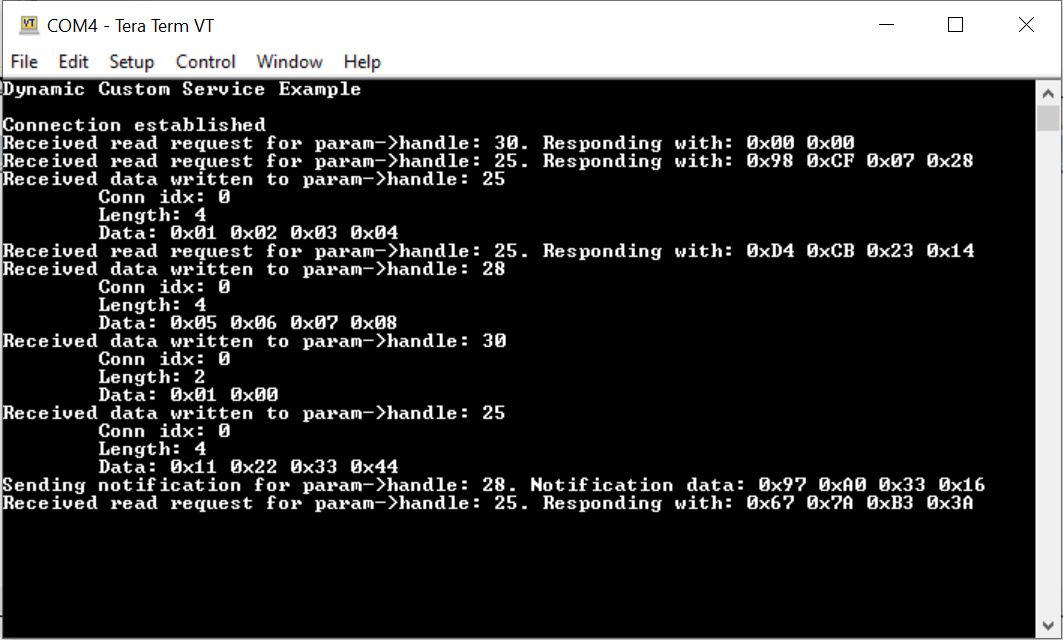 COM4 - Tera Term VT
File Edit Setup Control Window Help
Dynamic Custom Service Example
Connection established
Received read request for param->handle: 30. Responding with: 0x00 0x00
Received read request for param->handle: 25. Responding with: 0x98 0xCF 0x07 0x28
Received data written to param->handle: 25
Conn idx: 0
Length: 4
Data: 0x01 0x02 0x03 0x04
Received read request for param->handle: 25. Responding with: 0xD4 0xCB 0x23 0x14
Received data written to param->handle: 28
Conn idx: 0
Length: 4
Data: 0x05 0x06 0x07 0x08
Received data written to param->handle: 30
Conn idx: 0
Length: 2
Data: 0x01 0x00
Received data written to param->handle: 25
Conn idx: 0
Length: 4
Data: 0x11 0x22 0x33 0x44
Sending notification for param->handle: 28. Notification data: 0x97 0xA0 0x33 0x16
Received read request for param->handle: 25. Responding with: 0x67 0x7A 0xB3 0x3A